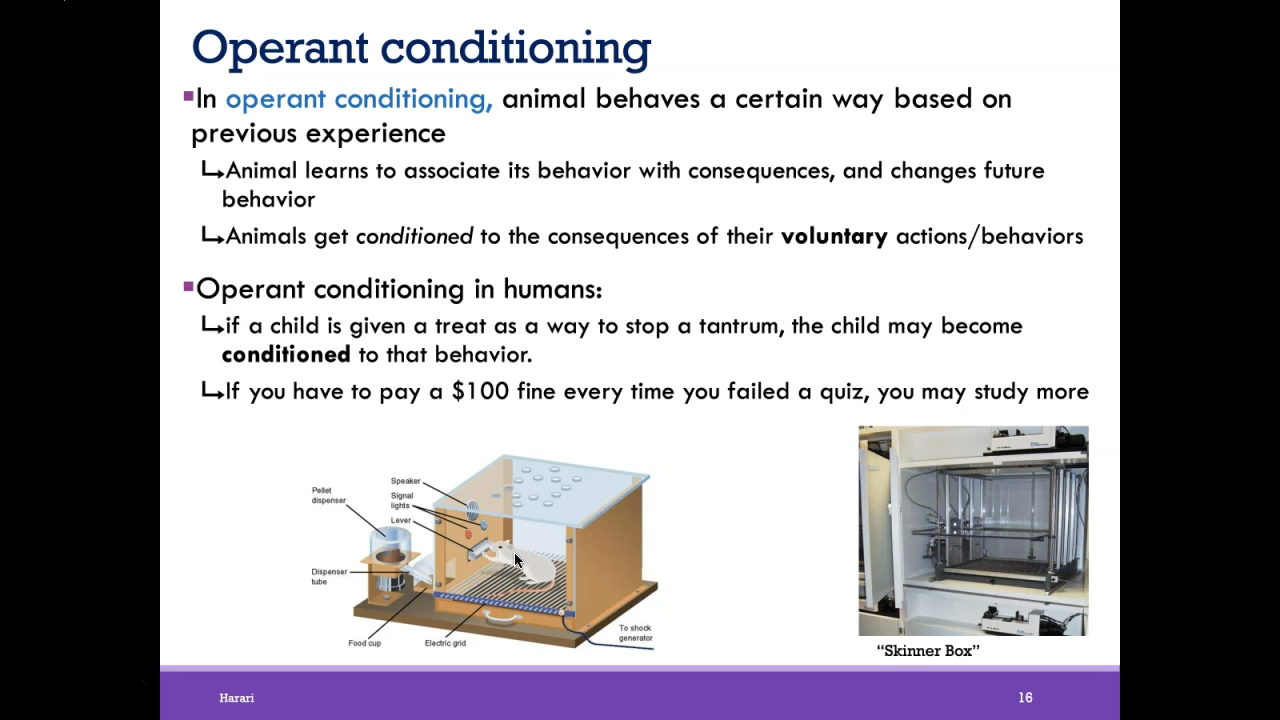 Operant conditioning
▪In operant conditioning, animal behaves a certain way based on
previous experience
↳Animal learns to associate its behavior with consequences, and changes future
behavior
↳Animals get conditioned to the consequences of their voluntary actions/behaviors
▪Operant conditioning in humans:
↳if a child is given a treat as a way to stop a tantrum, the child may become
conditioned to that behavior.
↳If you have to pay a $100 fine every time you failed a quiz, you may study more
Speaker
Pellet
dispenser
Signal
lights
Lever
Dispenser
tube
Food cup
Electric grid
To shock
generator
“Skinner Box”
Harari
16